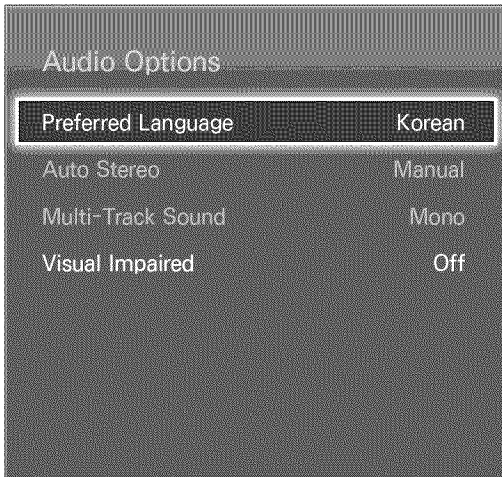 Audio Options
Preferred Language Korean
Auto Stereo Manual
Multi-Track Sound Mono
Visual Impaired Off